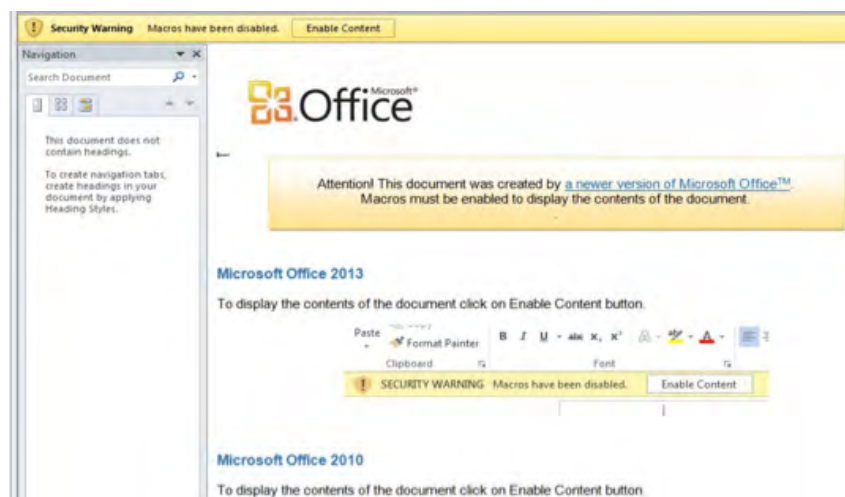 Security Warning Macros have been disabled. Enable Content
Navigation
Search Document
This document does not
contain headings.
To create navigation tabs,
create headings in your
document by applying
Heading Styles.
Microsoft®
Office
Attention! This document was created by a newer version of Microsoft Office™.
Macros must be enabled to display the contents of the document.
Microsoft Office 2013
To display the contents of the document click on Enable Content button.
Paste
Format Painter
B I U abc x, x²
A aby A
Clipboard
Font
SECURITY WARNING Macros have been disabled. Enable Content
Microsoft Office 2010
To display the contents of the document click on Enable Content button.